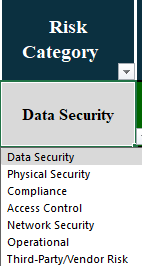 Risk
Category
Data Security
Data Security
Physical Security
Compliance
Access Control
Network Security
Operational
Third-Party/Vendor Risk